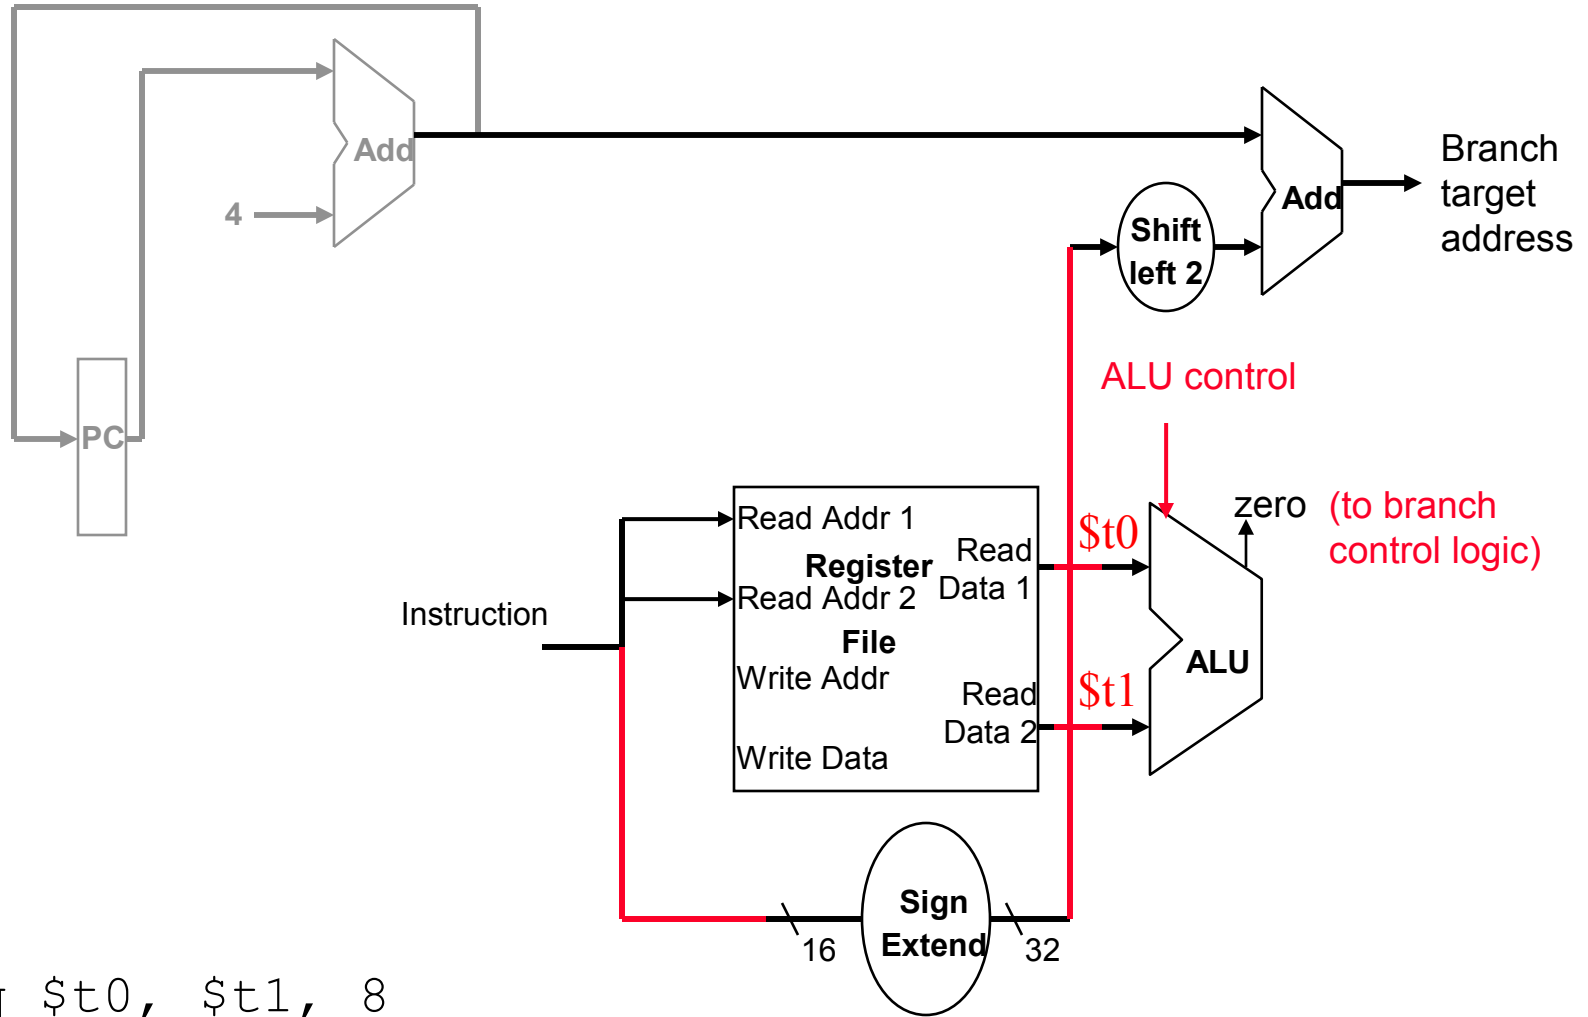 Add
4
PC
Add
Shift
left 2
Branch
target
address
ALU control
Instruction
Read Addr 1
Register
Read Addr 2
File
Write Addr
Write Data
Read
Data 1
Read
Data 2
$t0
$t1
ALU
zero
(to branch
control logic)
Sign
Extend
16
32
$t0, $t1, 8